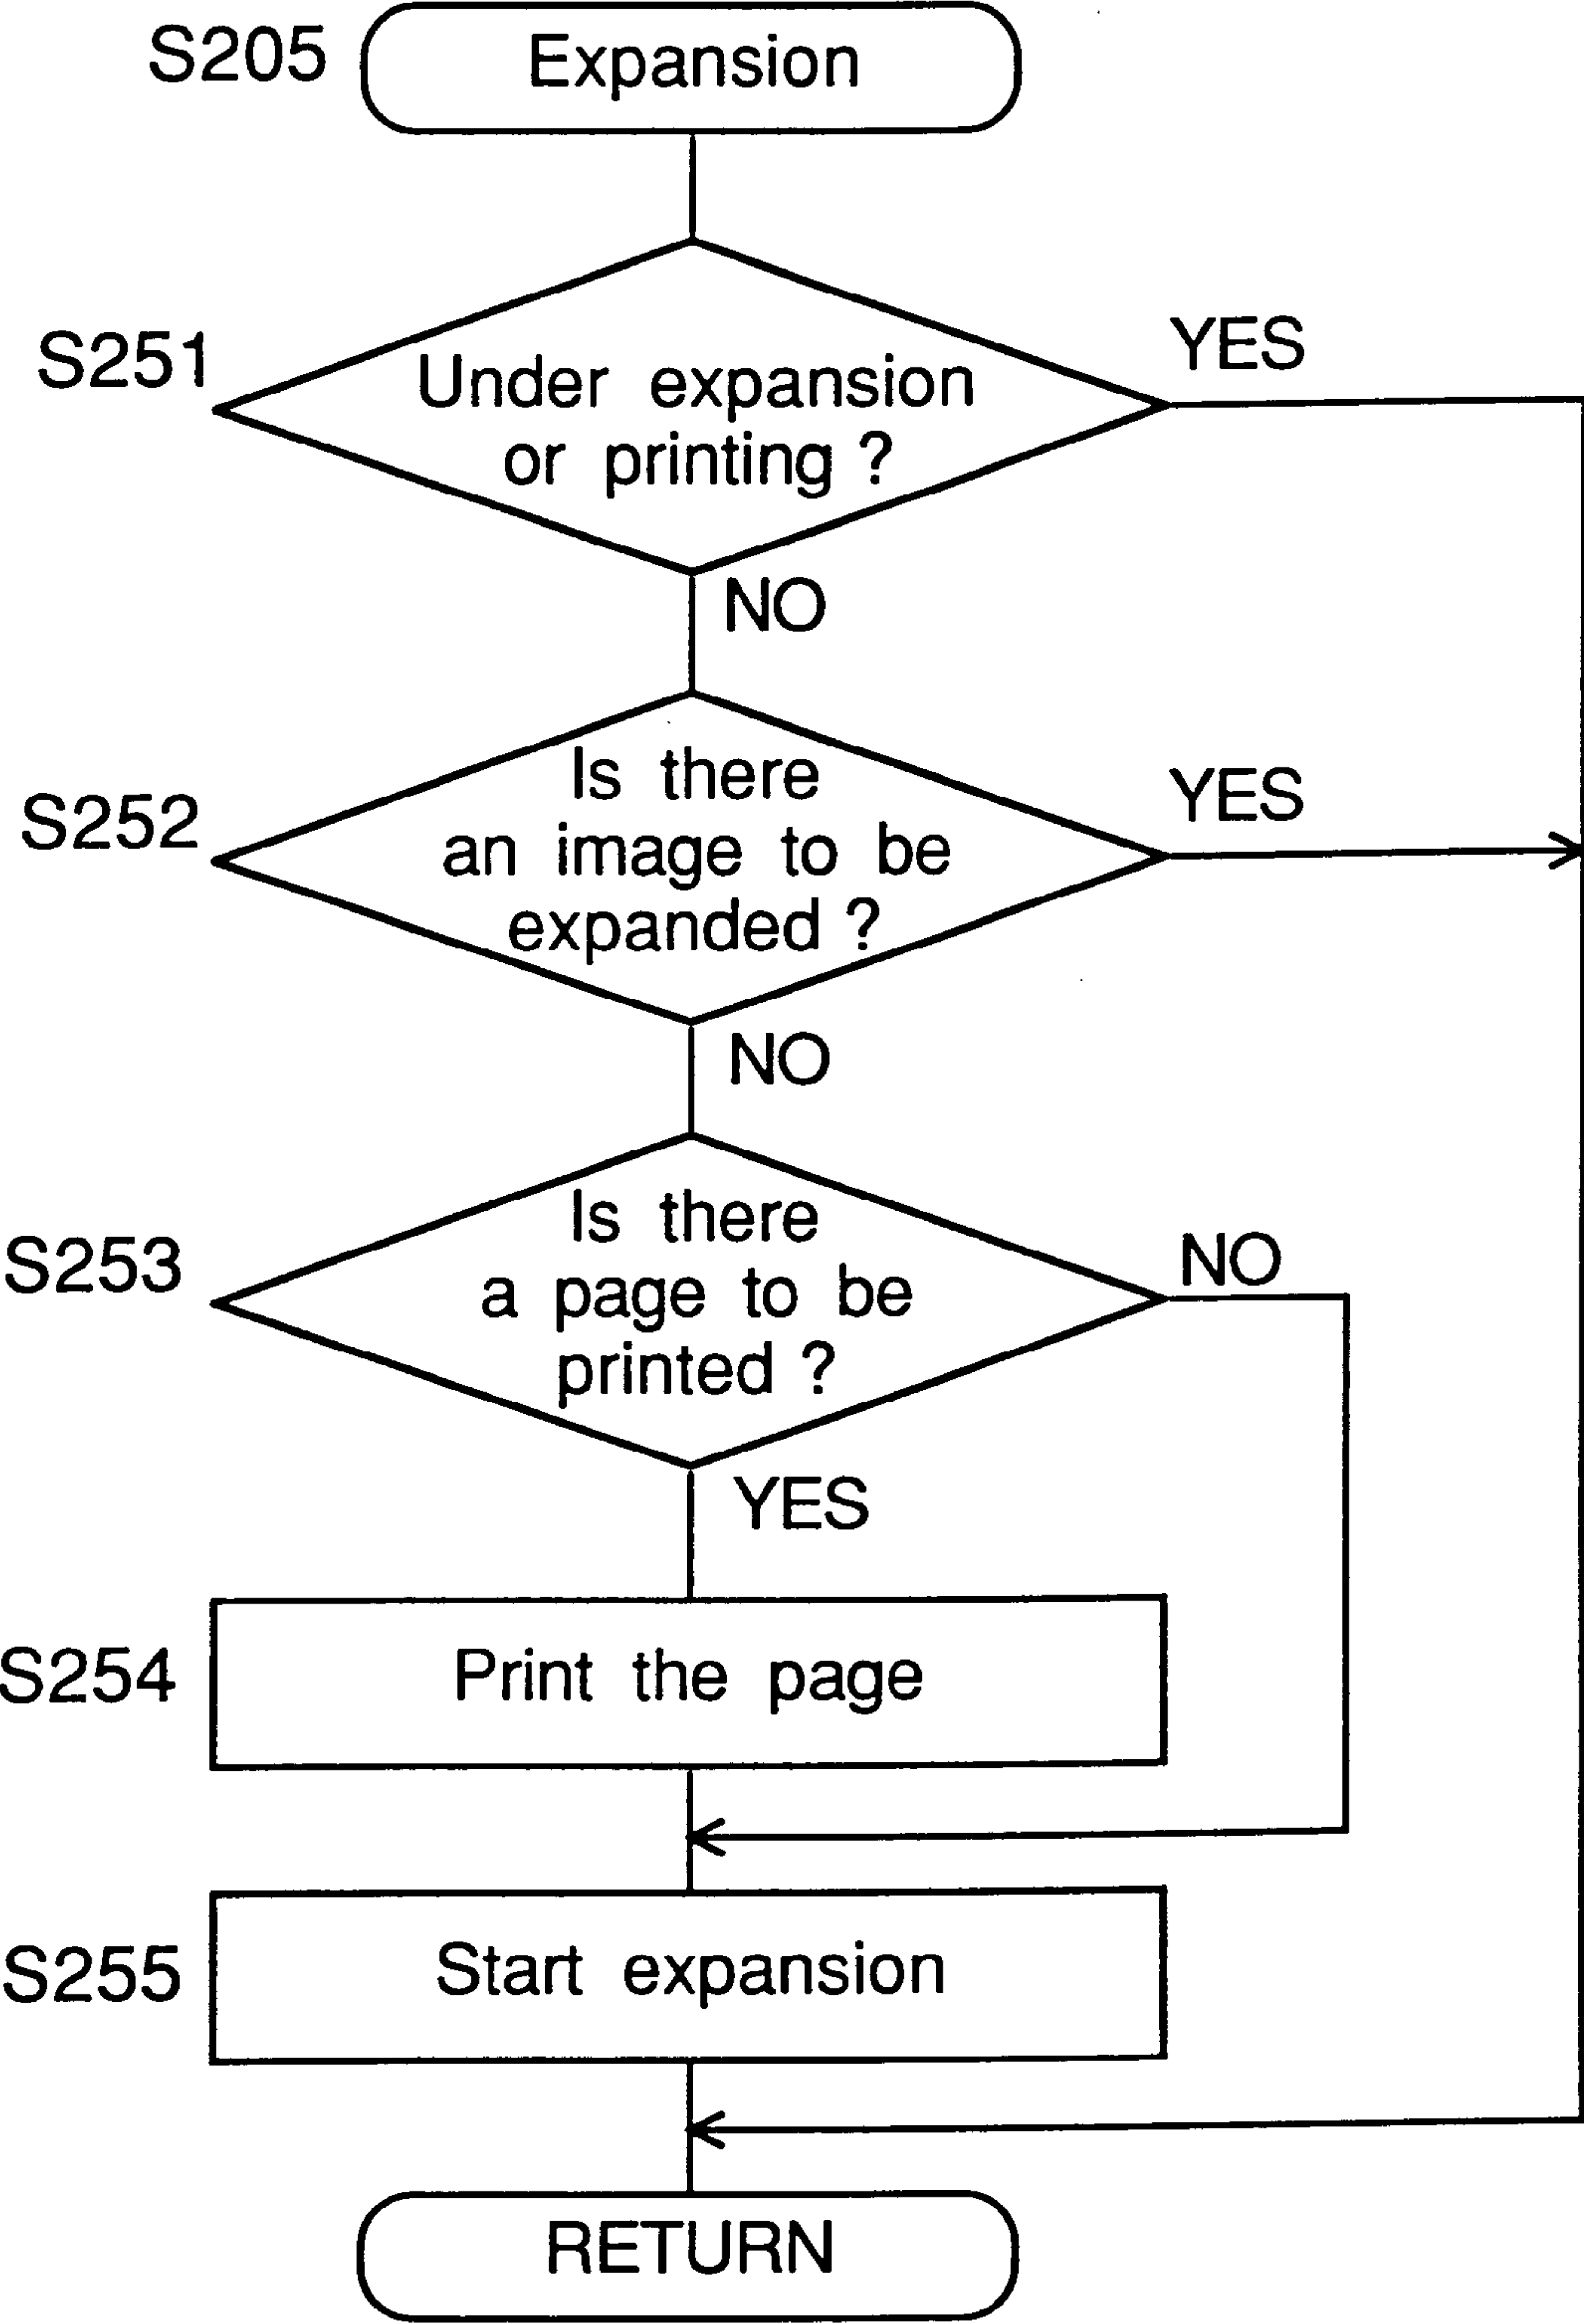 S205
Expansion
S251
Under expansion
or printing ?
YES
NO
S252
Is there
an image to be
expanded ?
YES
NO
S253
Is there
a page to be
printed ?
NO
YES
S254
Print the page
S255
Start expansion
RETURN